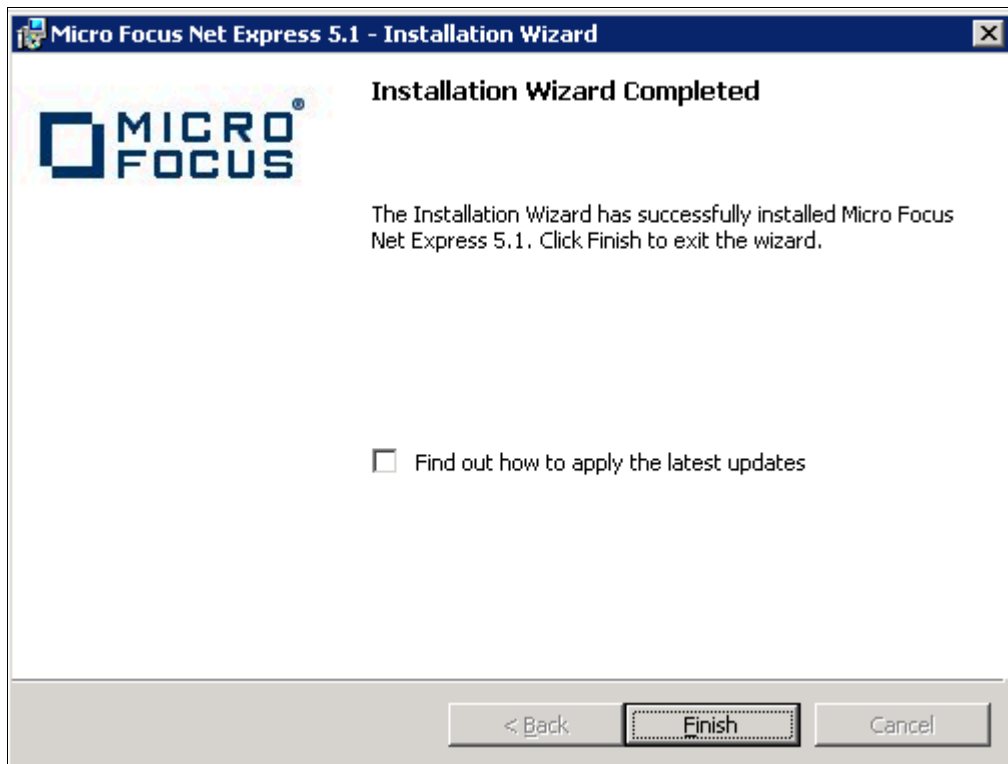 Micro Focus Net Express 5.1 - Installation Wizard
MICRO
FOCUS
®
Installation Wizard Completed
The Installation Wizard has successfully installed Micro Focus
Net Express 5.1. Click Finish to exit the wizard.
Find out how to apply the latest updates
< Back
Finish
Cancel